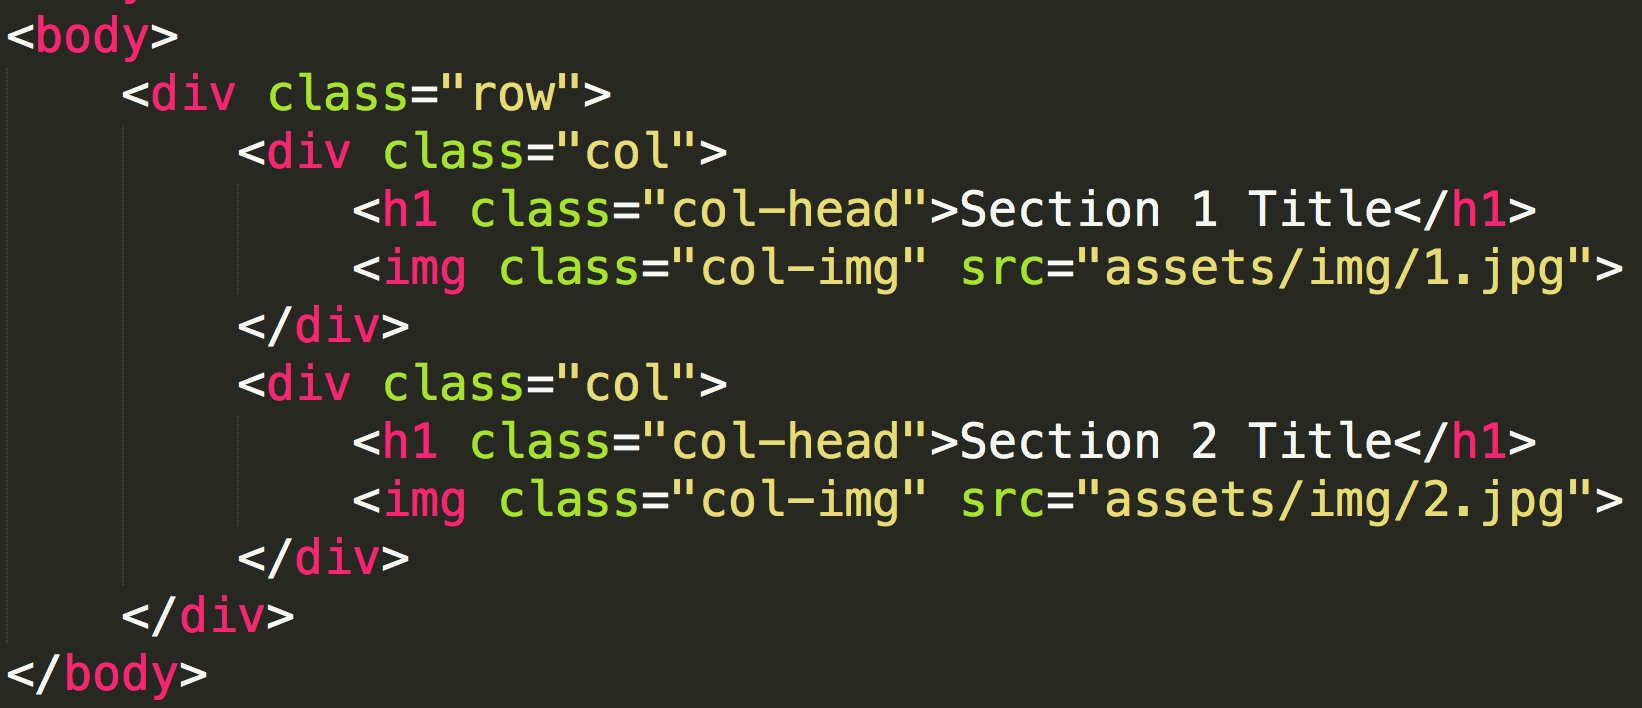 <body>
    <div class="row">
        <div class="col">
            <h1 class="col-head">Section 1 Title</h1>
            <img class="col-img" src="assets/img/1.jpg">
        </div>
        <div class="col">
            <h1 class="col-head">Section 2 Title</h1>
            <img class="col-img" src="assets/img/2.jpg">
        </div>
    </div>
</body>